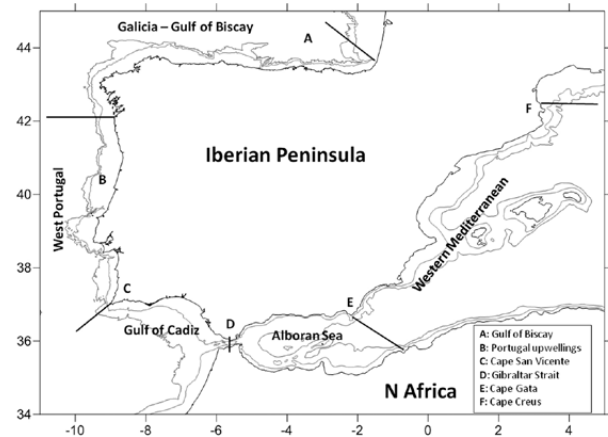 Galicia – Gulf of Biscay
A
44
42
40
38
36
34
F
Iberian Peninsula
B
West Portugal
Western Mediterranean
C
Gulf of Cadiz
D
E
Alboran Sea
N Africa
A: Gulf of Biscay
B: Portugal upwellings
C: Cape San Vicente
D: Gibraltar Strait
E: Cape Gata
F: Cape Creus
-10 -8 -6 -4 -2 0 2 4